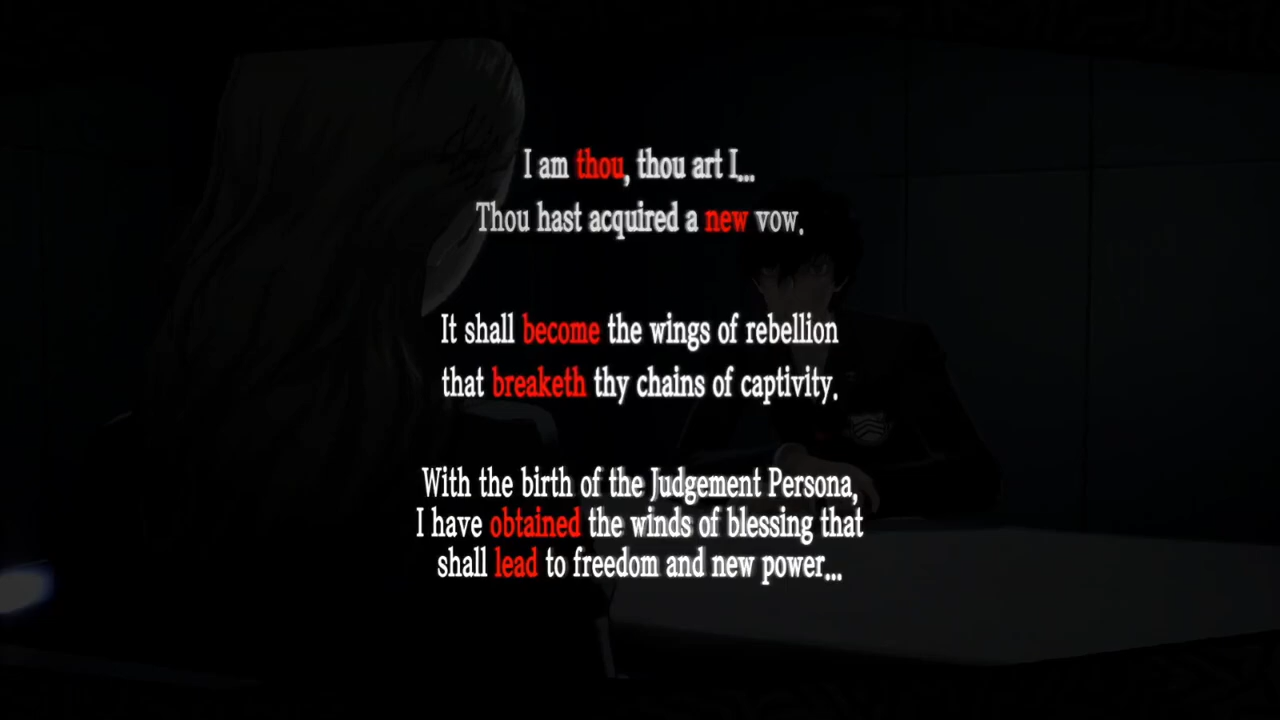 I am thou, thou art I...
Thou hast acquired a new vow.
It shall become the wings of rebellion
that breaketh thy chains of captivity.
With the birth of the Judgement Persona,
I have obtained the winds of blessing that
shall lead to freedom and new power...